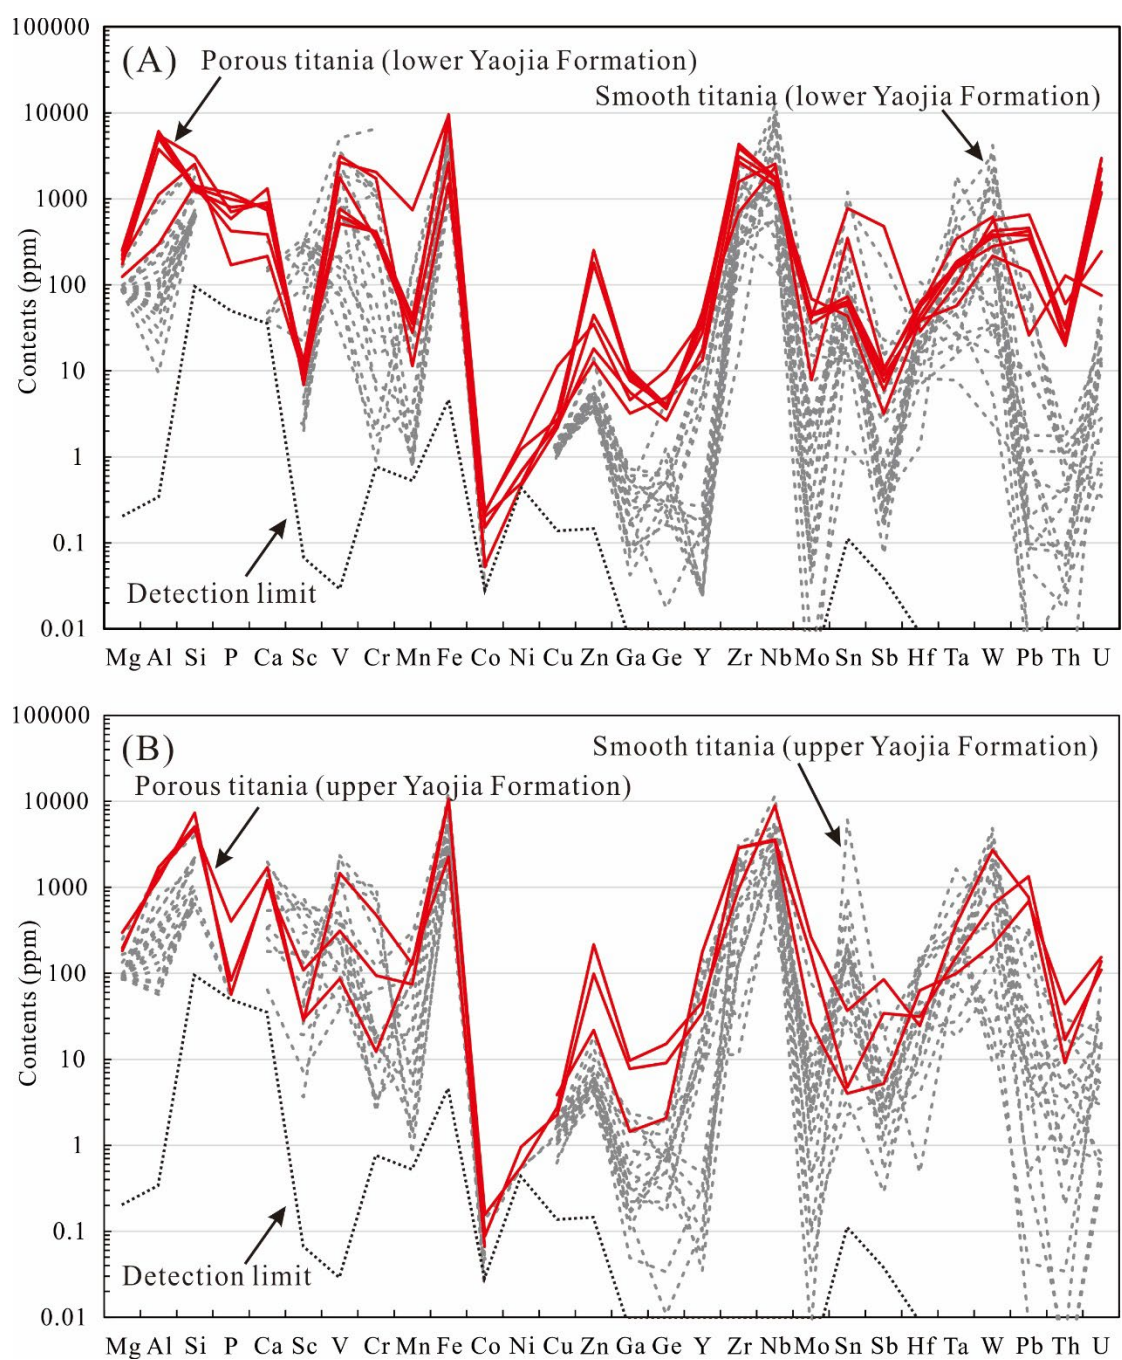 100000
(A)
Porous titania (lower Yaojia Formation)
Smooth titania (lower Yaojia Formation)
10000
1000
100
10
1
0.1
0.01
Contents (ppm)
Detection limit
Mg Al Si P Ca Sc V Cr Mn Fe Co Ni Cu Zn Ga Ge Y Zr Nb Mo Sn Sb Hf Ta W Pb Th U
100000
(B)
Smooth titania (upper Yaojia Formation)
Porous titania (upper Yaojia Formation)
10000
1000
100
10
1
0.1
0.01
Contents (ppm)
Detection limit
Mg Al Si P Ca Sc V Cr Mn Fe Co Ni Cu Zn Ga Ge Y Zr Nb Mo Sn Sb Hf Ta W Pb Th U